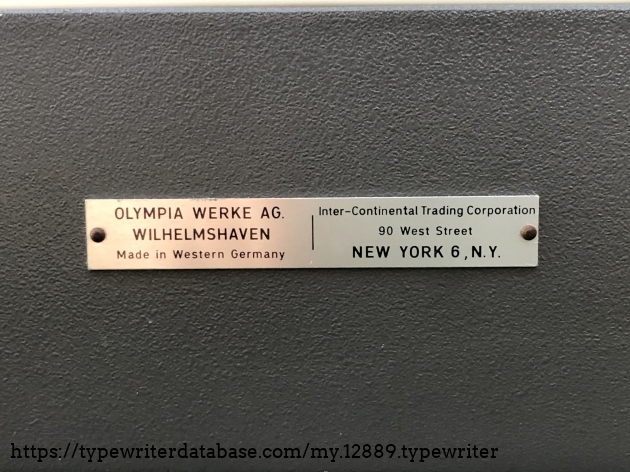 OLYMPIA WERKE AG.
WILHELMSHAVEN
Made in Western Germany
Inter-Continental Trading Corporation
90 West Street
NEW YORK 6, N.Y.
https://typewriterdatabase.com/my.12889.typewriter